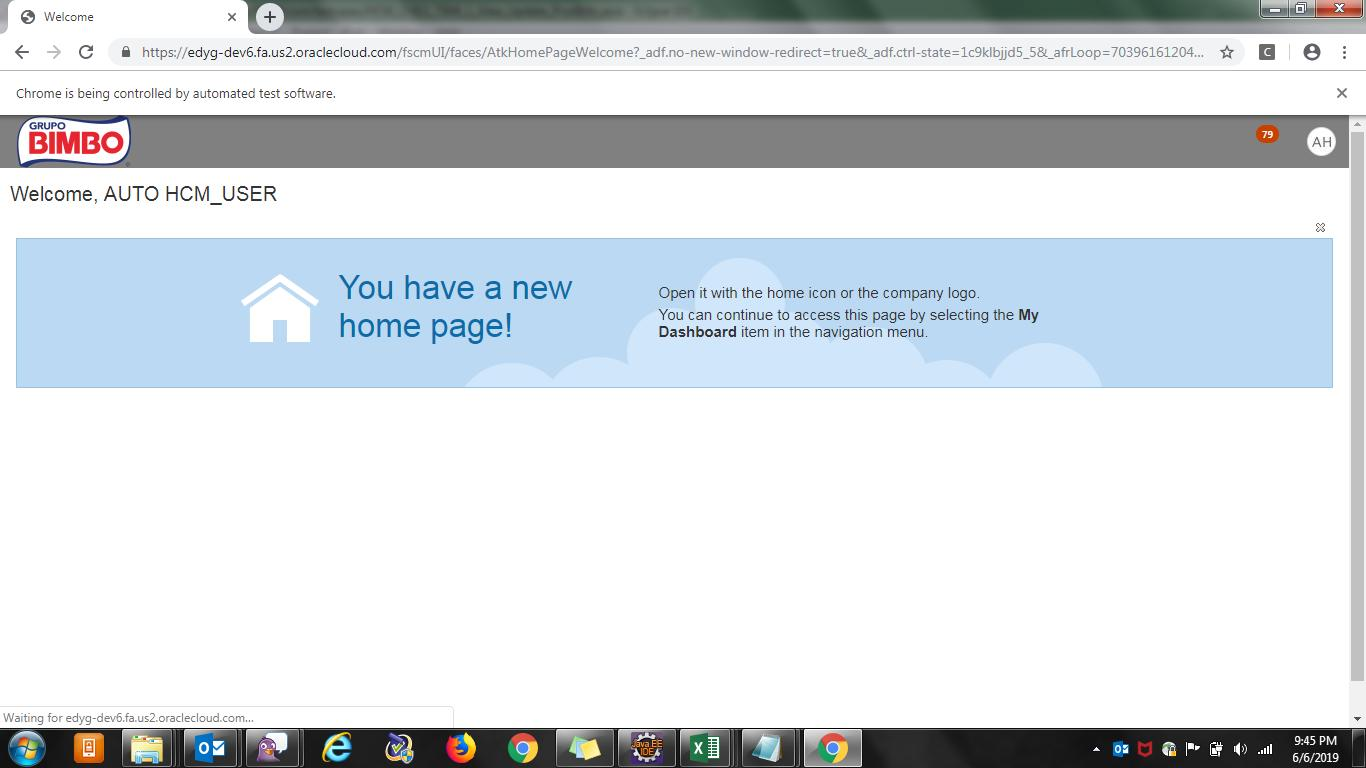 Welcome
https://edyg-dev6.fa.us2.oraclecloud.com/fscmUI/faces/AtkHomePageWelcome?_adf.no-new-window-redirect=true&_adf.ctrl-state=1c9klbjjd5_5&_afrLoop=70396161204...
C
Chrome is being controlled by automated test software.
GRUPO
BIMBO
79
AH
Welcome, AUTO HCM_USER
You have a new
home page!
Open it with the home icon or the company logo.
You can continue to access this page by selecting the My
Dashboard item in the navigation menu.
Waiting for edyg-dev6.fa.us2.oraclecloud.com...
Java EE
IDE
9:45 PM
6/6/2019